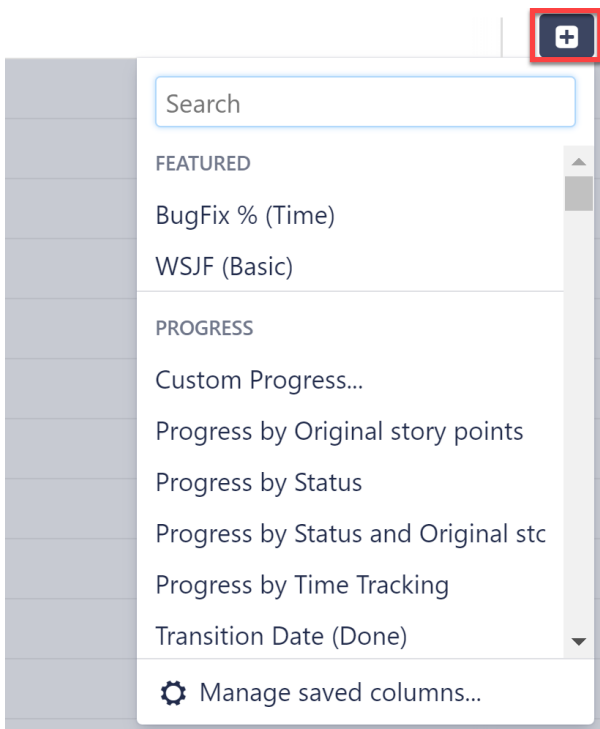 Search
FEATURED
BugFix % (Time)
WSJF (Basic)
PROGRESS
Custom Progress...
Progress by Original story points
Progress by Status
Progress by Status and Original stc
Progress by Time Tracking
Transition Date (Done)
Manage saved columns...